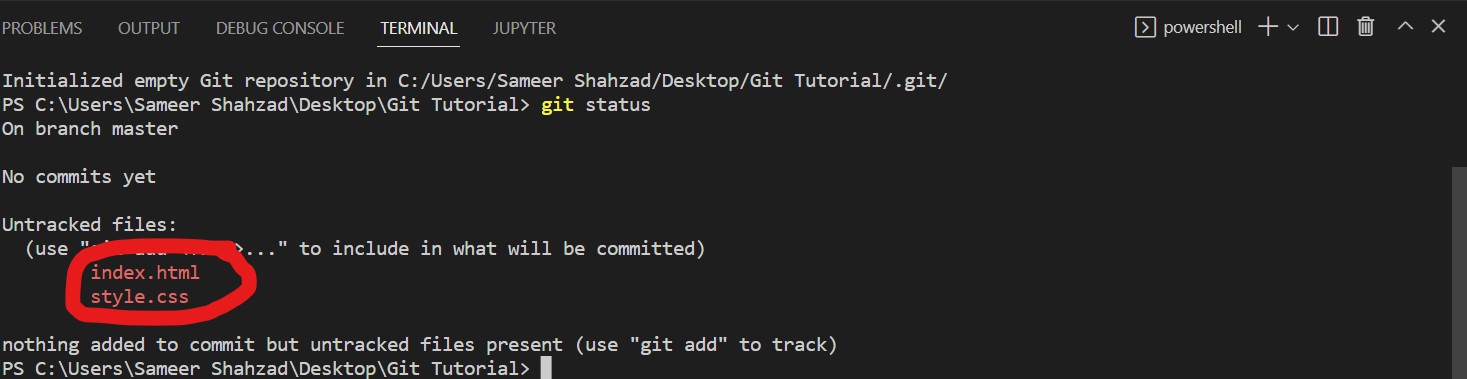 PROBLEMS OUTPUT DEBUG CONSOLE TERMINAL JUPYTER powershell
Initialized empty Git repository in C:/Users/Sameer Shahzad/Desktop/Git Tutorial/.git/
PS C:\Users\Sameer Shahzad\Desktop\Git Tutorial> git status
On branch master
No commits yet
Untracked files:
(use " add ..." to include in what will be committed)
index.html
style.css
nothing added to commit but untracked files present (use "git add" to track)
PS C:\Users\Sameer Shahzad\Desktop\Git Tutorial>